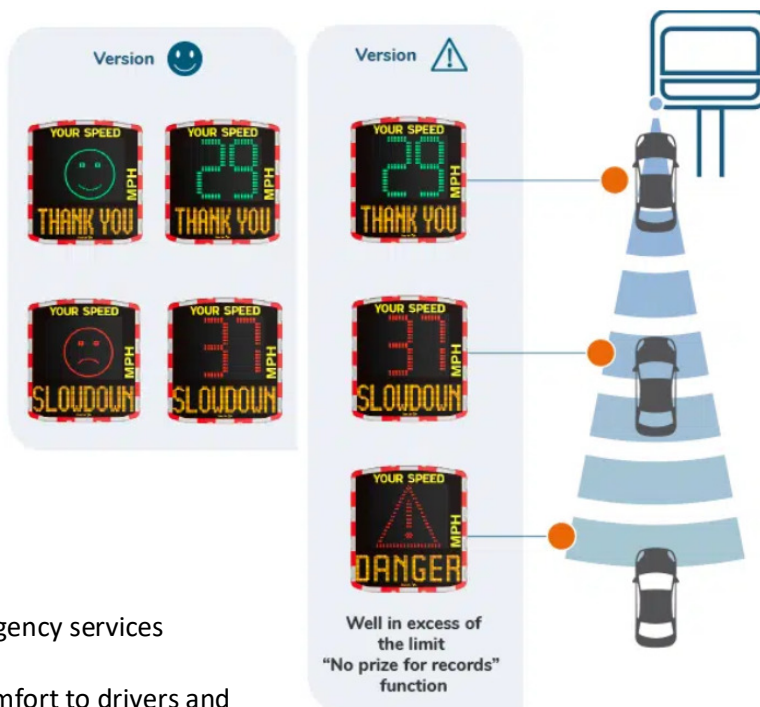 Version
Version
YOUR SPEED
MPH
THANK YOU
YOUR SPEED
29
MPH
THANK YOU
YOUR SPEED
29
MPH
THANK YOU
YOUR SPEED
MPH
SLOWDOWN
YOUR SPEED
37
MPH
SLOWDOWN
YOUR SPEED
37
MPH
SLOWDOWN
YOUR SPEED
MPH
DANGER
Well in excess of
the limit
"No prize for records"
function
gency services
mfort to drivers and